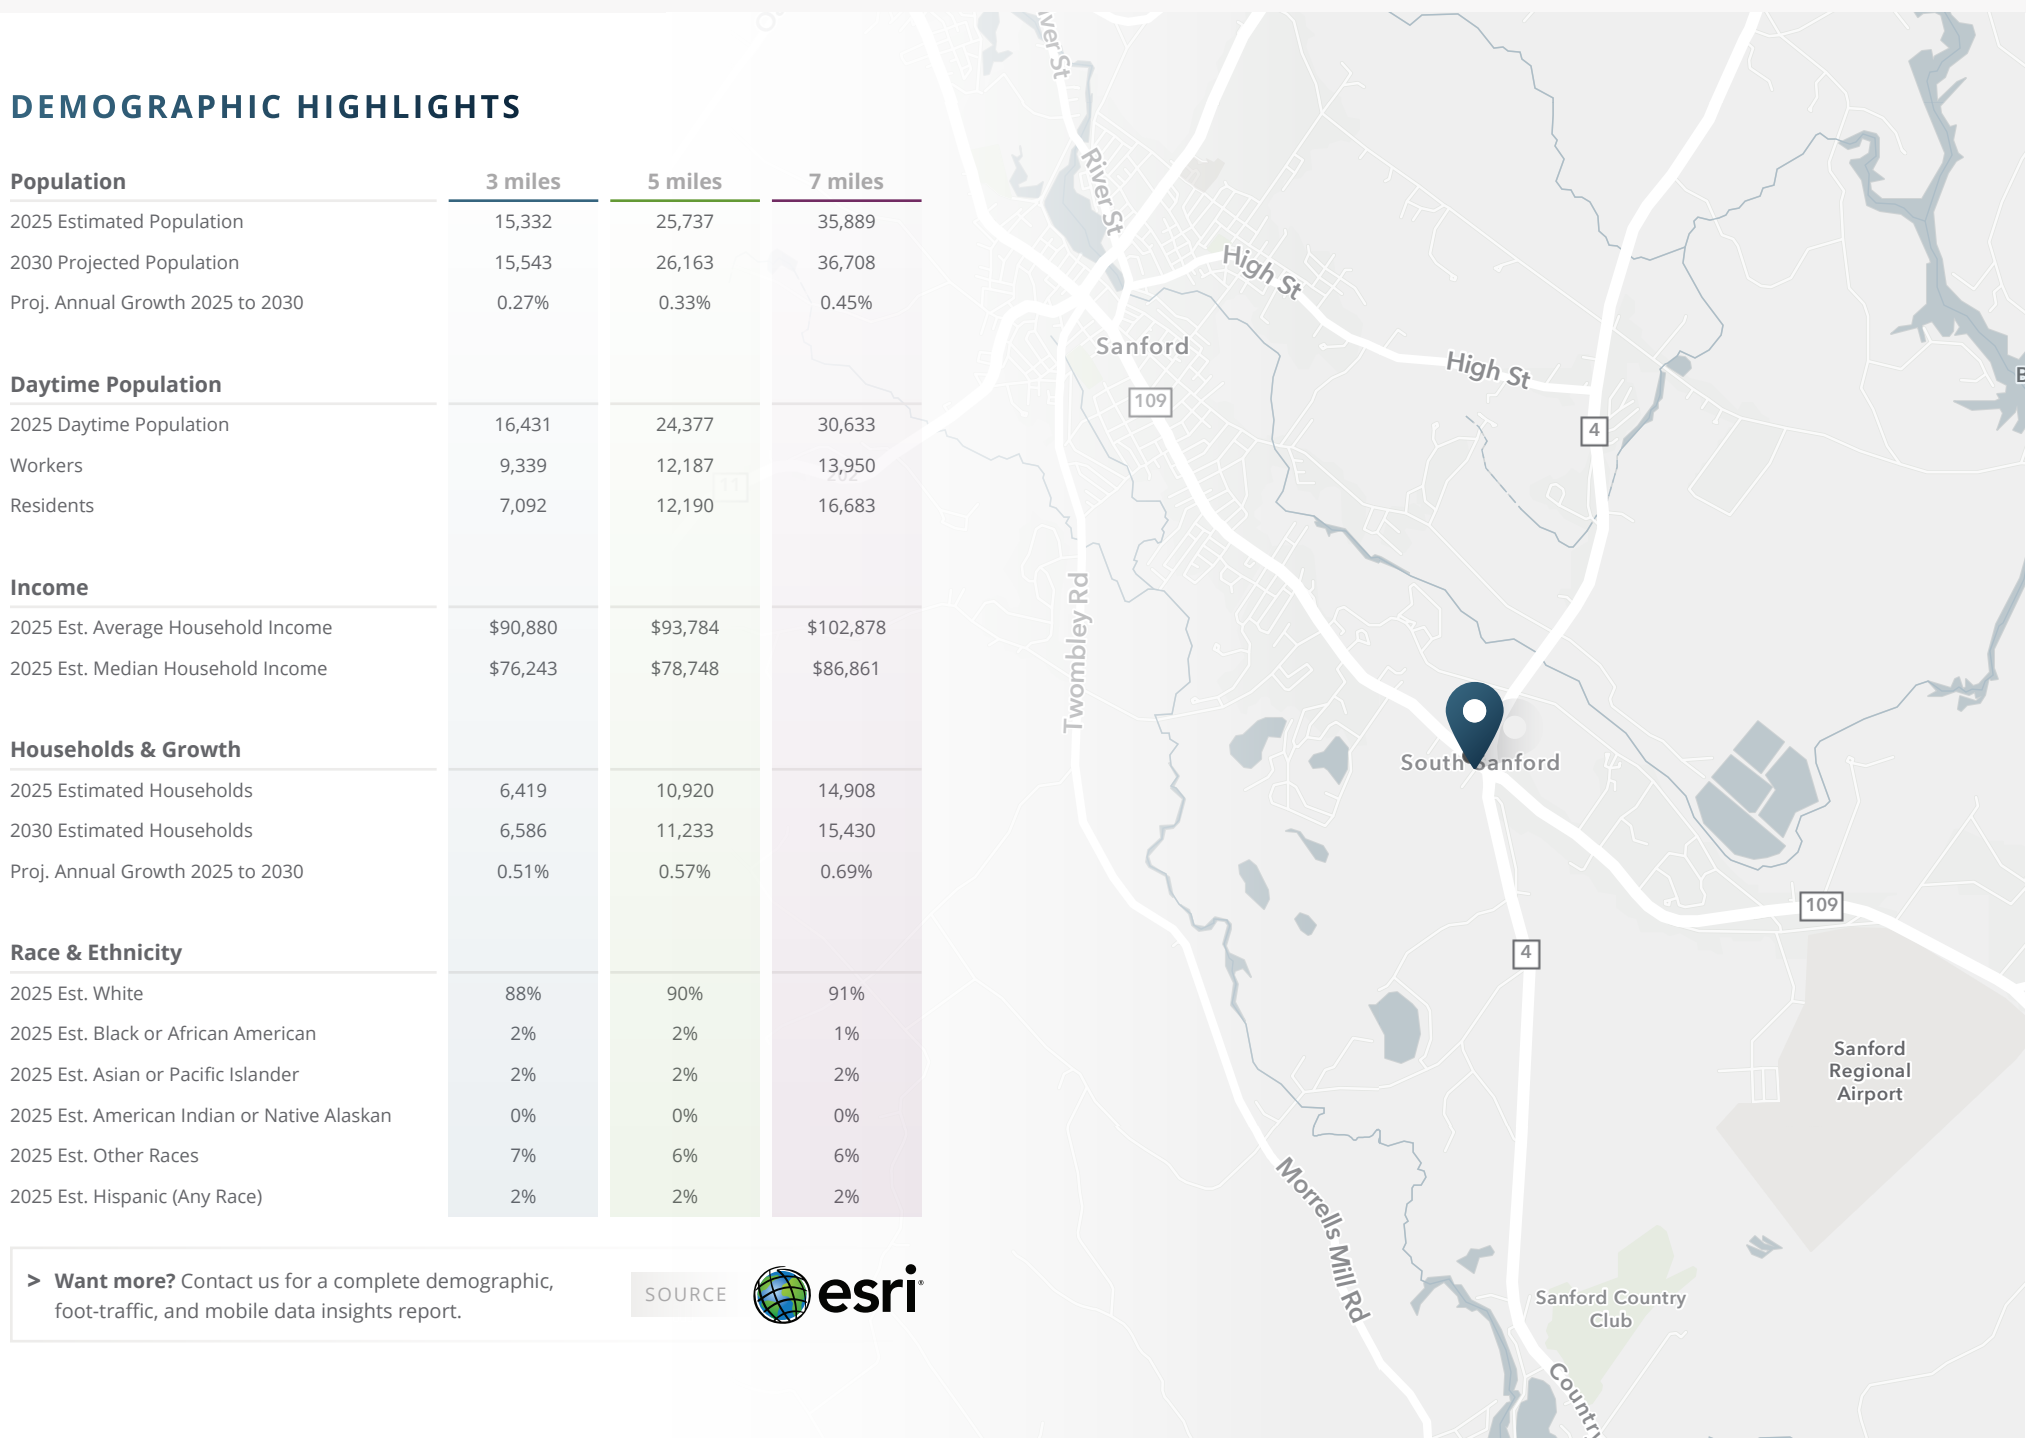 DEMOGRAPHIC HIGHLIGHTS
Population 3 miles 5 miles 7 miles
2025 Estimated Population 15,332 25,737 35,889
2030 Projected Population 15,543 26,163 36,708
Proj. Annual Growth 2025 to 2030 0.27% 0.33% 0.45%
Daytime Population
2025 Daytime Population 16,431 24,377 30,633
Workers 9,339 12,187 13,950
Residents 7,092 12,190 16,683
Income
2025 Est. Average Household Income $90,880 $93,784 $102,878
2025 Est. Median Household Income $76,243 $78,748 $86,861
Households & Growth
2025 Estimated Households 6,419 10,920 14,908
2030 Estimated Households 6,586 11,233 15,430
Proj. Annual Growth 2025 to 2030 0.51% 0.57% 0.69%
Race & Ethnicity
2025 Est. White 88% 90% 91%
2025 Est. Black or African American 2% 2% 1%
2025 Est. Asian or Pacific Islander 2% 2% 2%
2025 Est. American Indian or Native Alaskan 0% 0% 0%
2025 Est. Other Races 7% 6% 6%
2025 Est. Hispanic (Any Race) 2% 2% 2%
> Want more? Contact us for a complete demographic,
foot-traffic, and mobile data insights report.
SOURCE
esri
11
202
River St
High St
High St
Sanford
109
4
Twombley Rd
South Sanford
109
4
Sanford
Regional
Airport
Morrells Mill Rd
Sanford Country
Club
Country